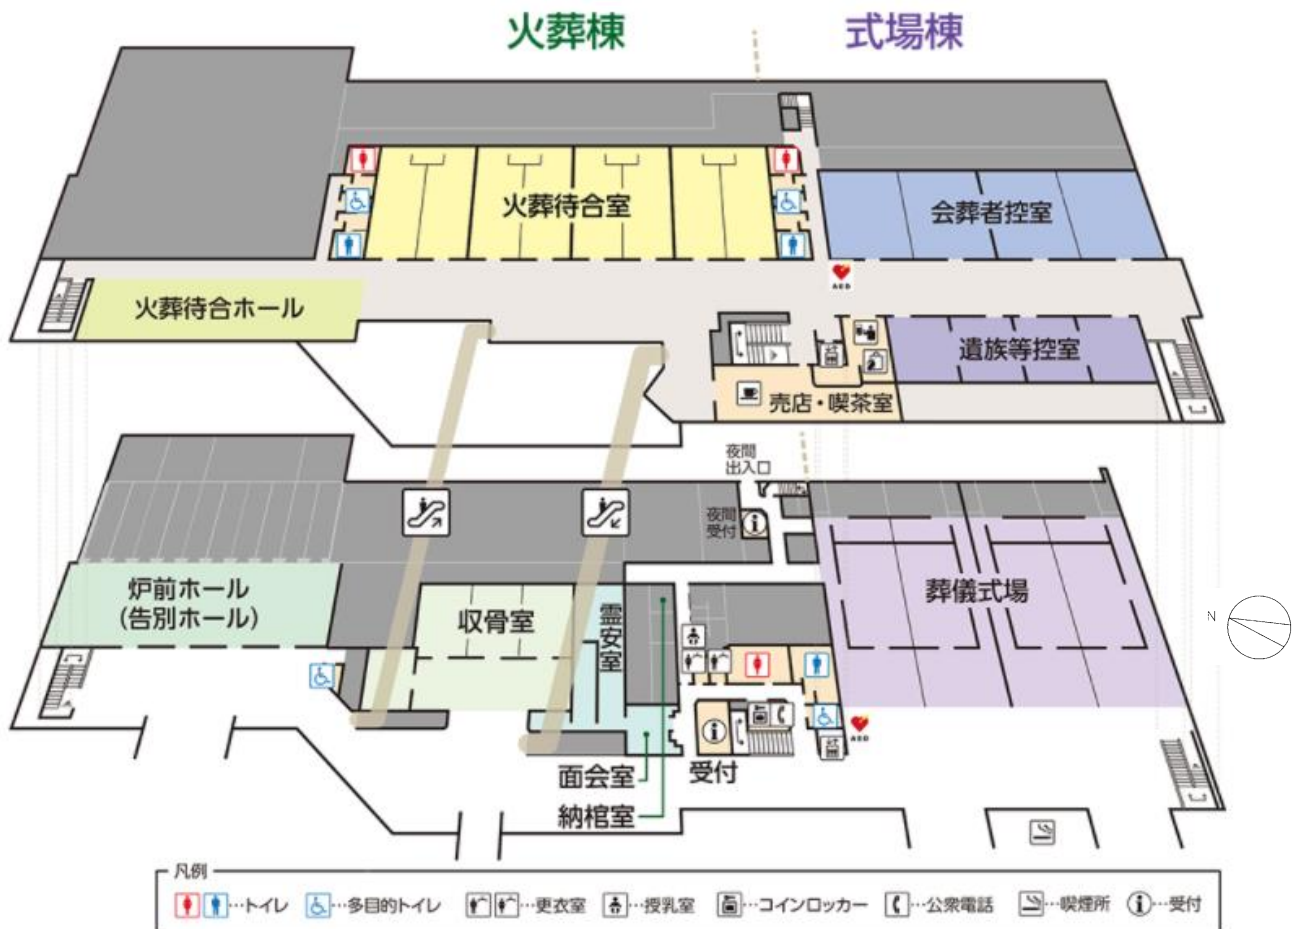 火葬棟
式場棟
火葬待合室
会葬者控室
AED
火葬待合ホール
遺族等控室
売店・喫茶室
夜間
出入口
夜間
受付
炉前ホール
(告別ホール)
収骨室
霊安室
葬儀式場
N
AED
面会室
受付
納棺室
凡例
…トイレ
…多目的トイレ
…更衣室
…授乳室
…コインロッカー
…公衆電話
…喫煙所
…受付